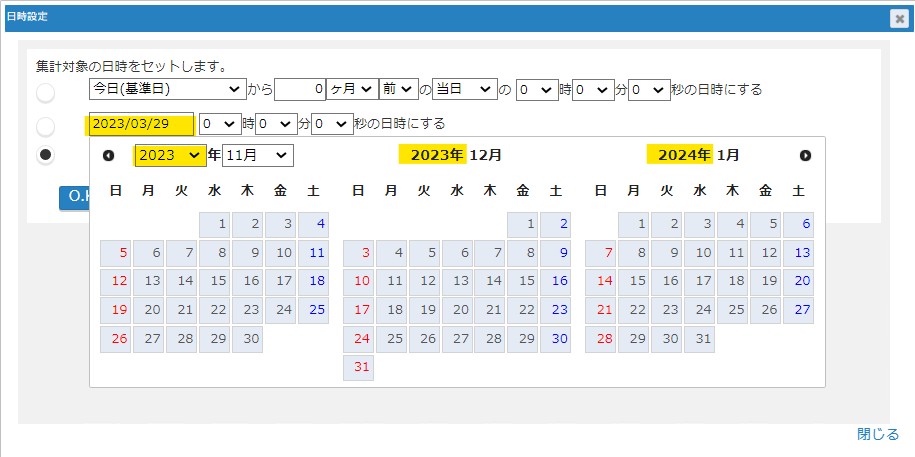 日時設定
集計対象の日時をセットします。
今日(基準日) から 0 ヶ月 前 の 当日 の 0 時 0 分 0 秒の日時にする
2023/03/29 0 時 0 分 0 秒の日時にする
2023 年 11月 2023年 12月 2024年 1月
日 月 火 水 木 金 土 日 月 火 水 木 金 土 日 月 火 水 木 金 土
1 2 3 4 1 2 1 2 3 4 5 6
5 6 7 8 9 10 11 3 4 5 6 7 8 9 7 8 9 10 11 12 13
12 13 14 15 16 17 18 10 11 12 13 14 15 16 14 15 16 17 18 19 20
19 20 21 22 23 24 25 17 18 19 20 21 22 23 21 22 23 24 25 26 27
26 27 28 29 30 24 25 26 27 28 29 30 28 29 30 31
31
閉じる